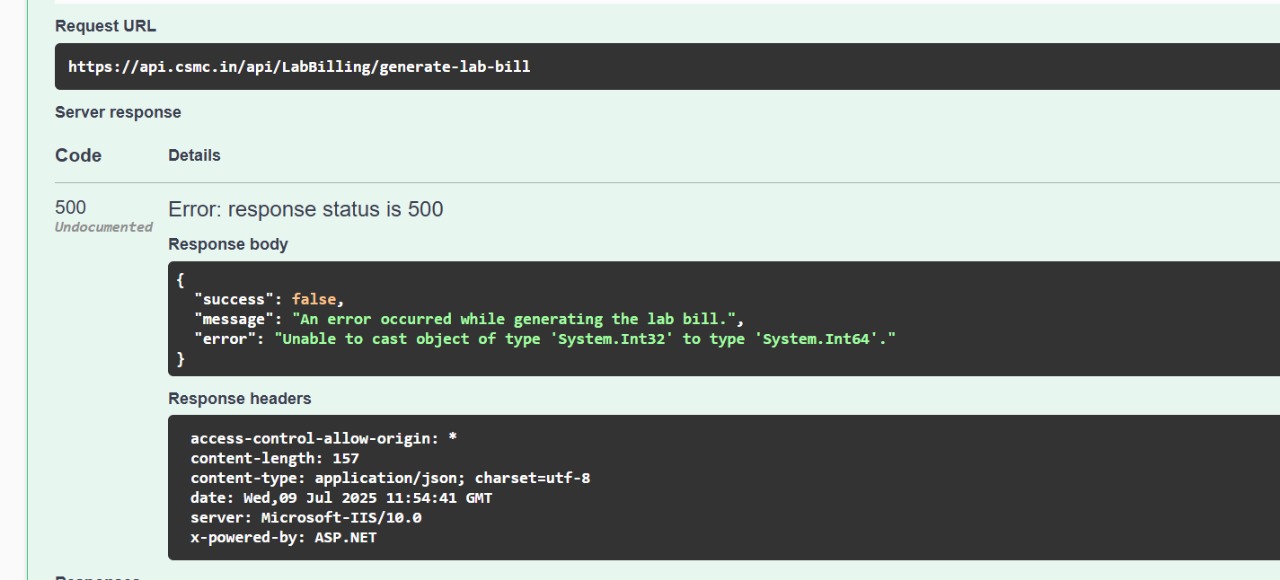 Request URL
https://api.csmc.in/api/LabBilling/generate-lab-bill
Server response
Code Details
500 Error: response status is 500
Undocumented
Response body
{
"success": false,
"message": "An error occurred while generating the lab bill.",
"error": "Unable to cast object of type 'System.Int32' to type 'System.Int64'."
}
Response headers
access-control-allow-origin: *
content-length: 157
content-type: application/json; charset=utf-8
date: Wed,09 Jul 2025 11:54:41 GMT
server: Microsoft-IIS/10.0
x-powered-by: ASP.NET